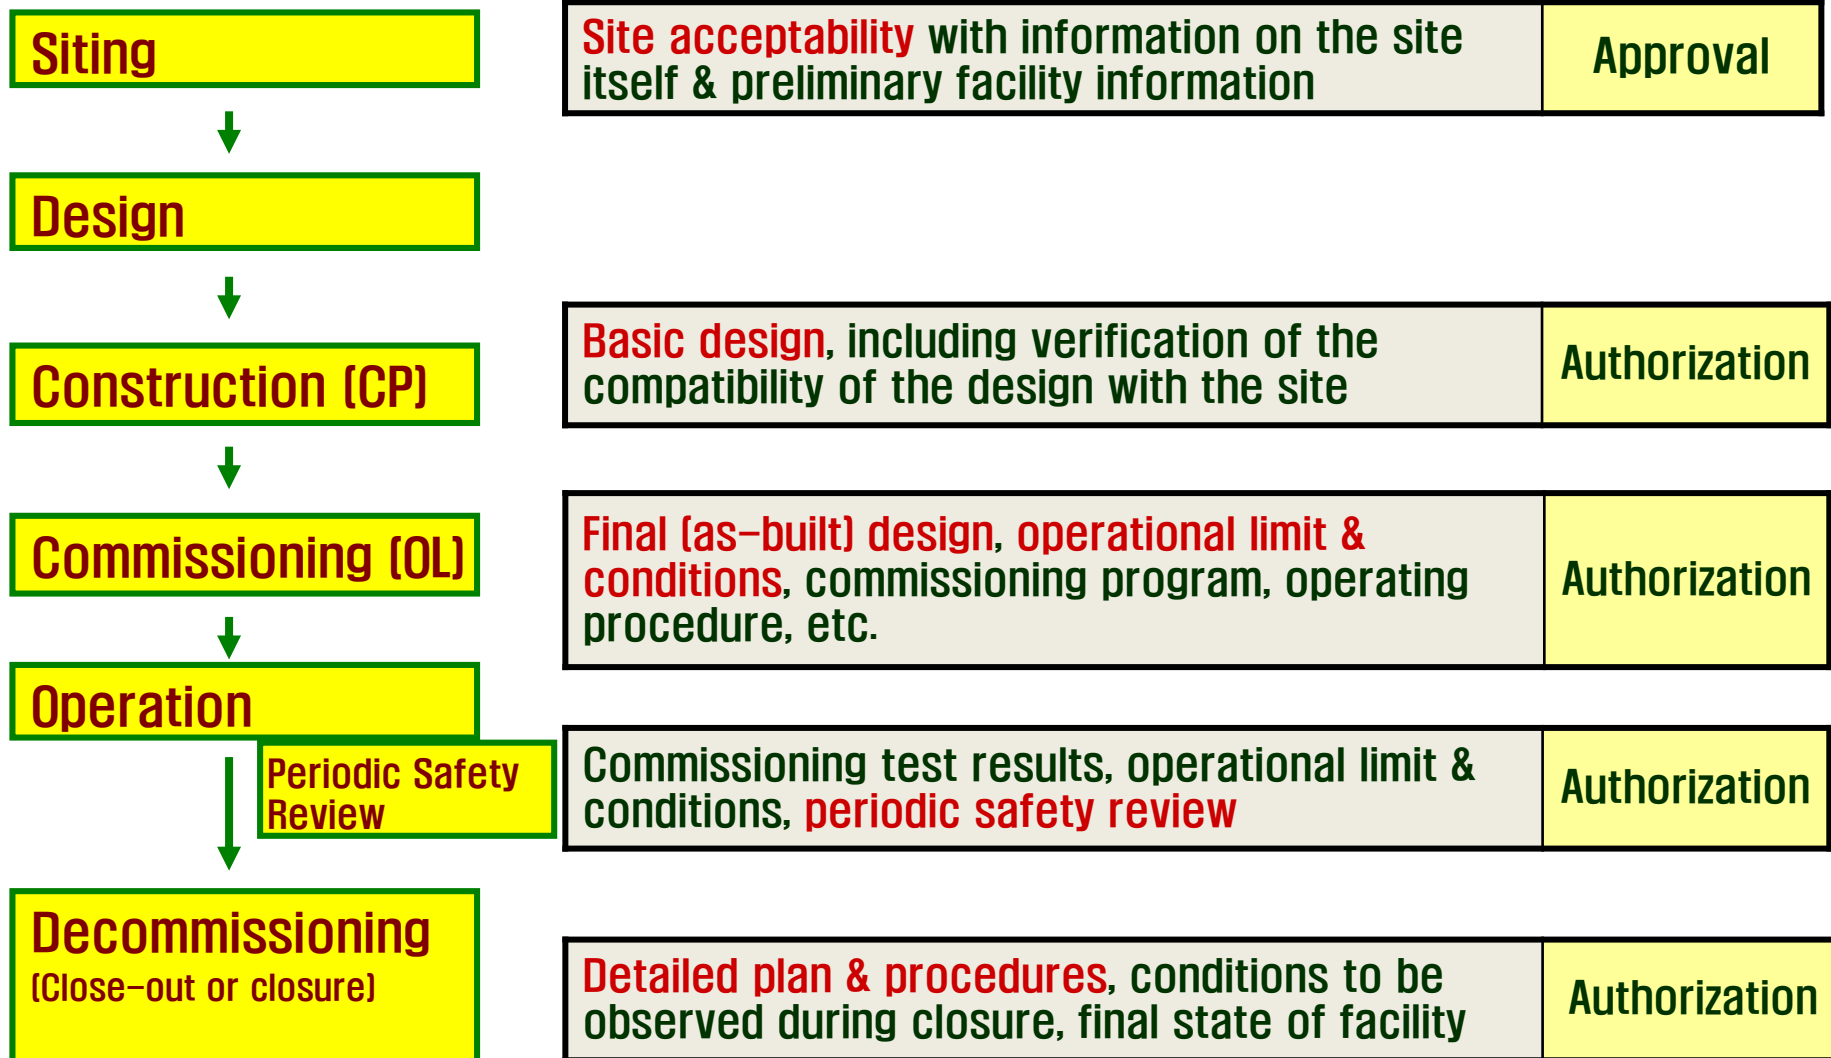 Siting
Site acceptability with information on the site
itself & preliminary facility information
Approval
Design
Construction (CP)
Basic design, including verification of the
compatibility of the design with the site
Authorization
Commissioning (OL)
Final (as-built) design, operational limit &
conditions, commissioning program, operating
procedure, etc.
Authorization
Operation
Periodic Safety
Review
Commissioning test results, operational limit &
conditions, periodic safety review
Authorization
Decommissioning
(Close-out or closure)
Detailed plan & procedures, conditions to be
observed during closure, final state of facility
Authorization